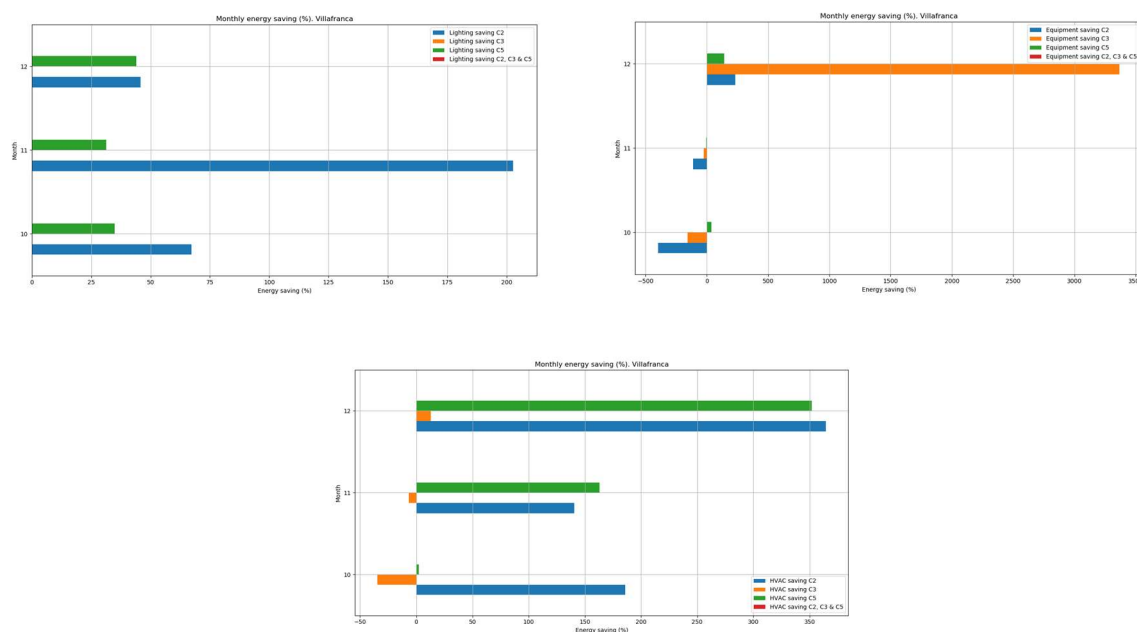 Monthly energy saving (%). Villafranca
Lighting saving C2
Lighting saving C3
Lighting saving C5
Lighting saving C2, C3 & C5
12
11
10
Month
0 25 50 75 100 125 150 175 200
Energy saving (%)
Monthly energy saving (%). Villafranca
Equipment saving C2
Equipment saving C3
Equipment saving C5
Equipment saving C2, C3 & C5
12
11
10
Month
−500 0 500 1000 1500 2000 2500 3000
Energy saving (%)
Monthly energy saving (%). Villafranca
12
11
10
Month
HVAC saving C2
HVAC saving C3
HVAC saving C5
HVAC saving C2, C3 & C5
−50 0 50 100 150 200 250 300 350
Energy saving (%)